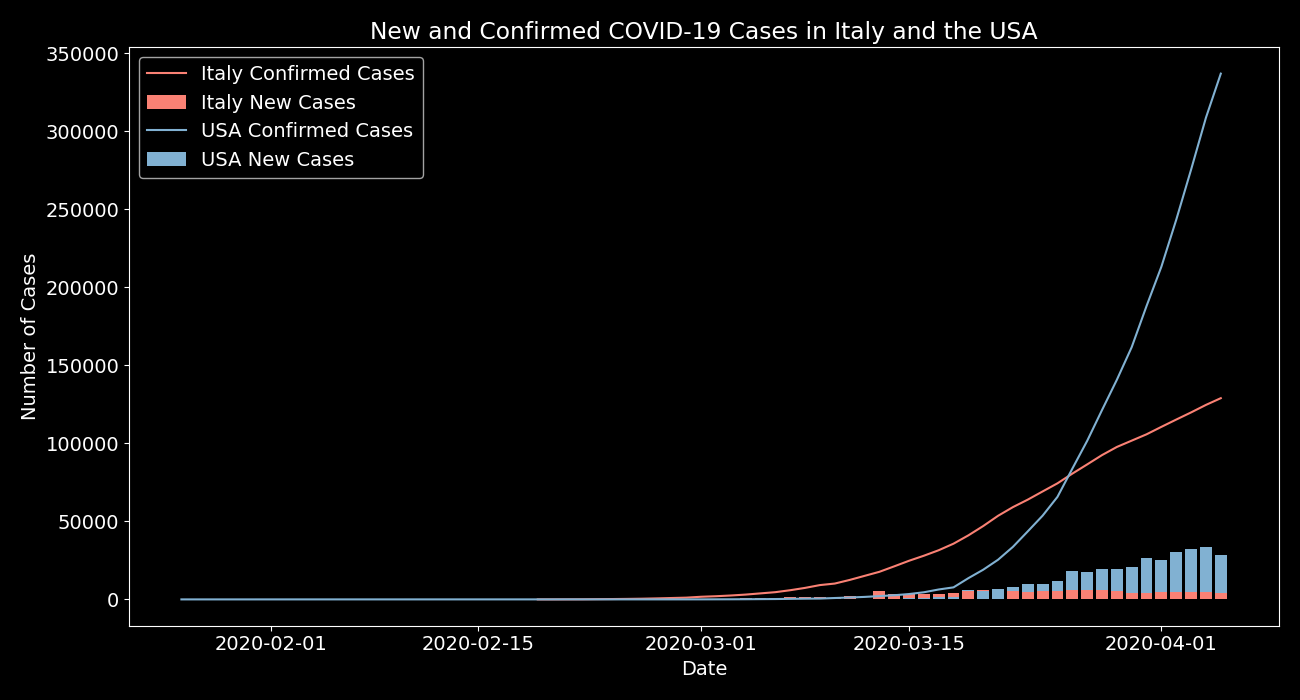 New and Confirmed COVID-19 Cases in Italy and the USA
350000
300000
250000
200000
150000
100000
50000
0
Number of Cases
Italy Confirmed Cases
Italy New Cases
USA Confirmed Cases
USA New Cases
2020-02-01
2020-02-15
2020-03-01
2020-03-15
2020-04-01
Date